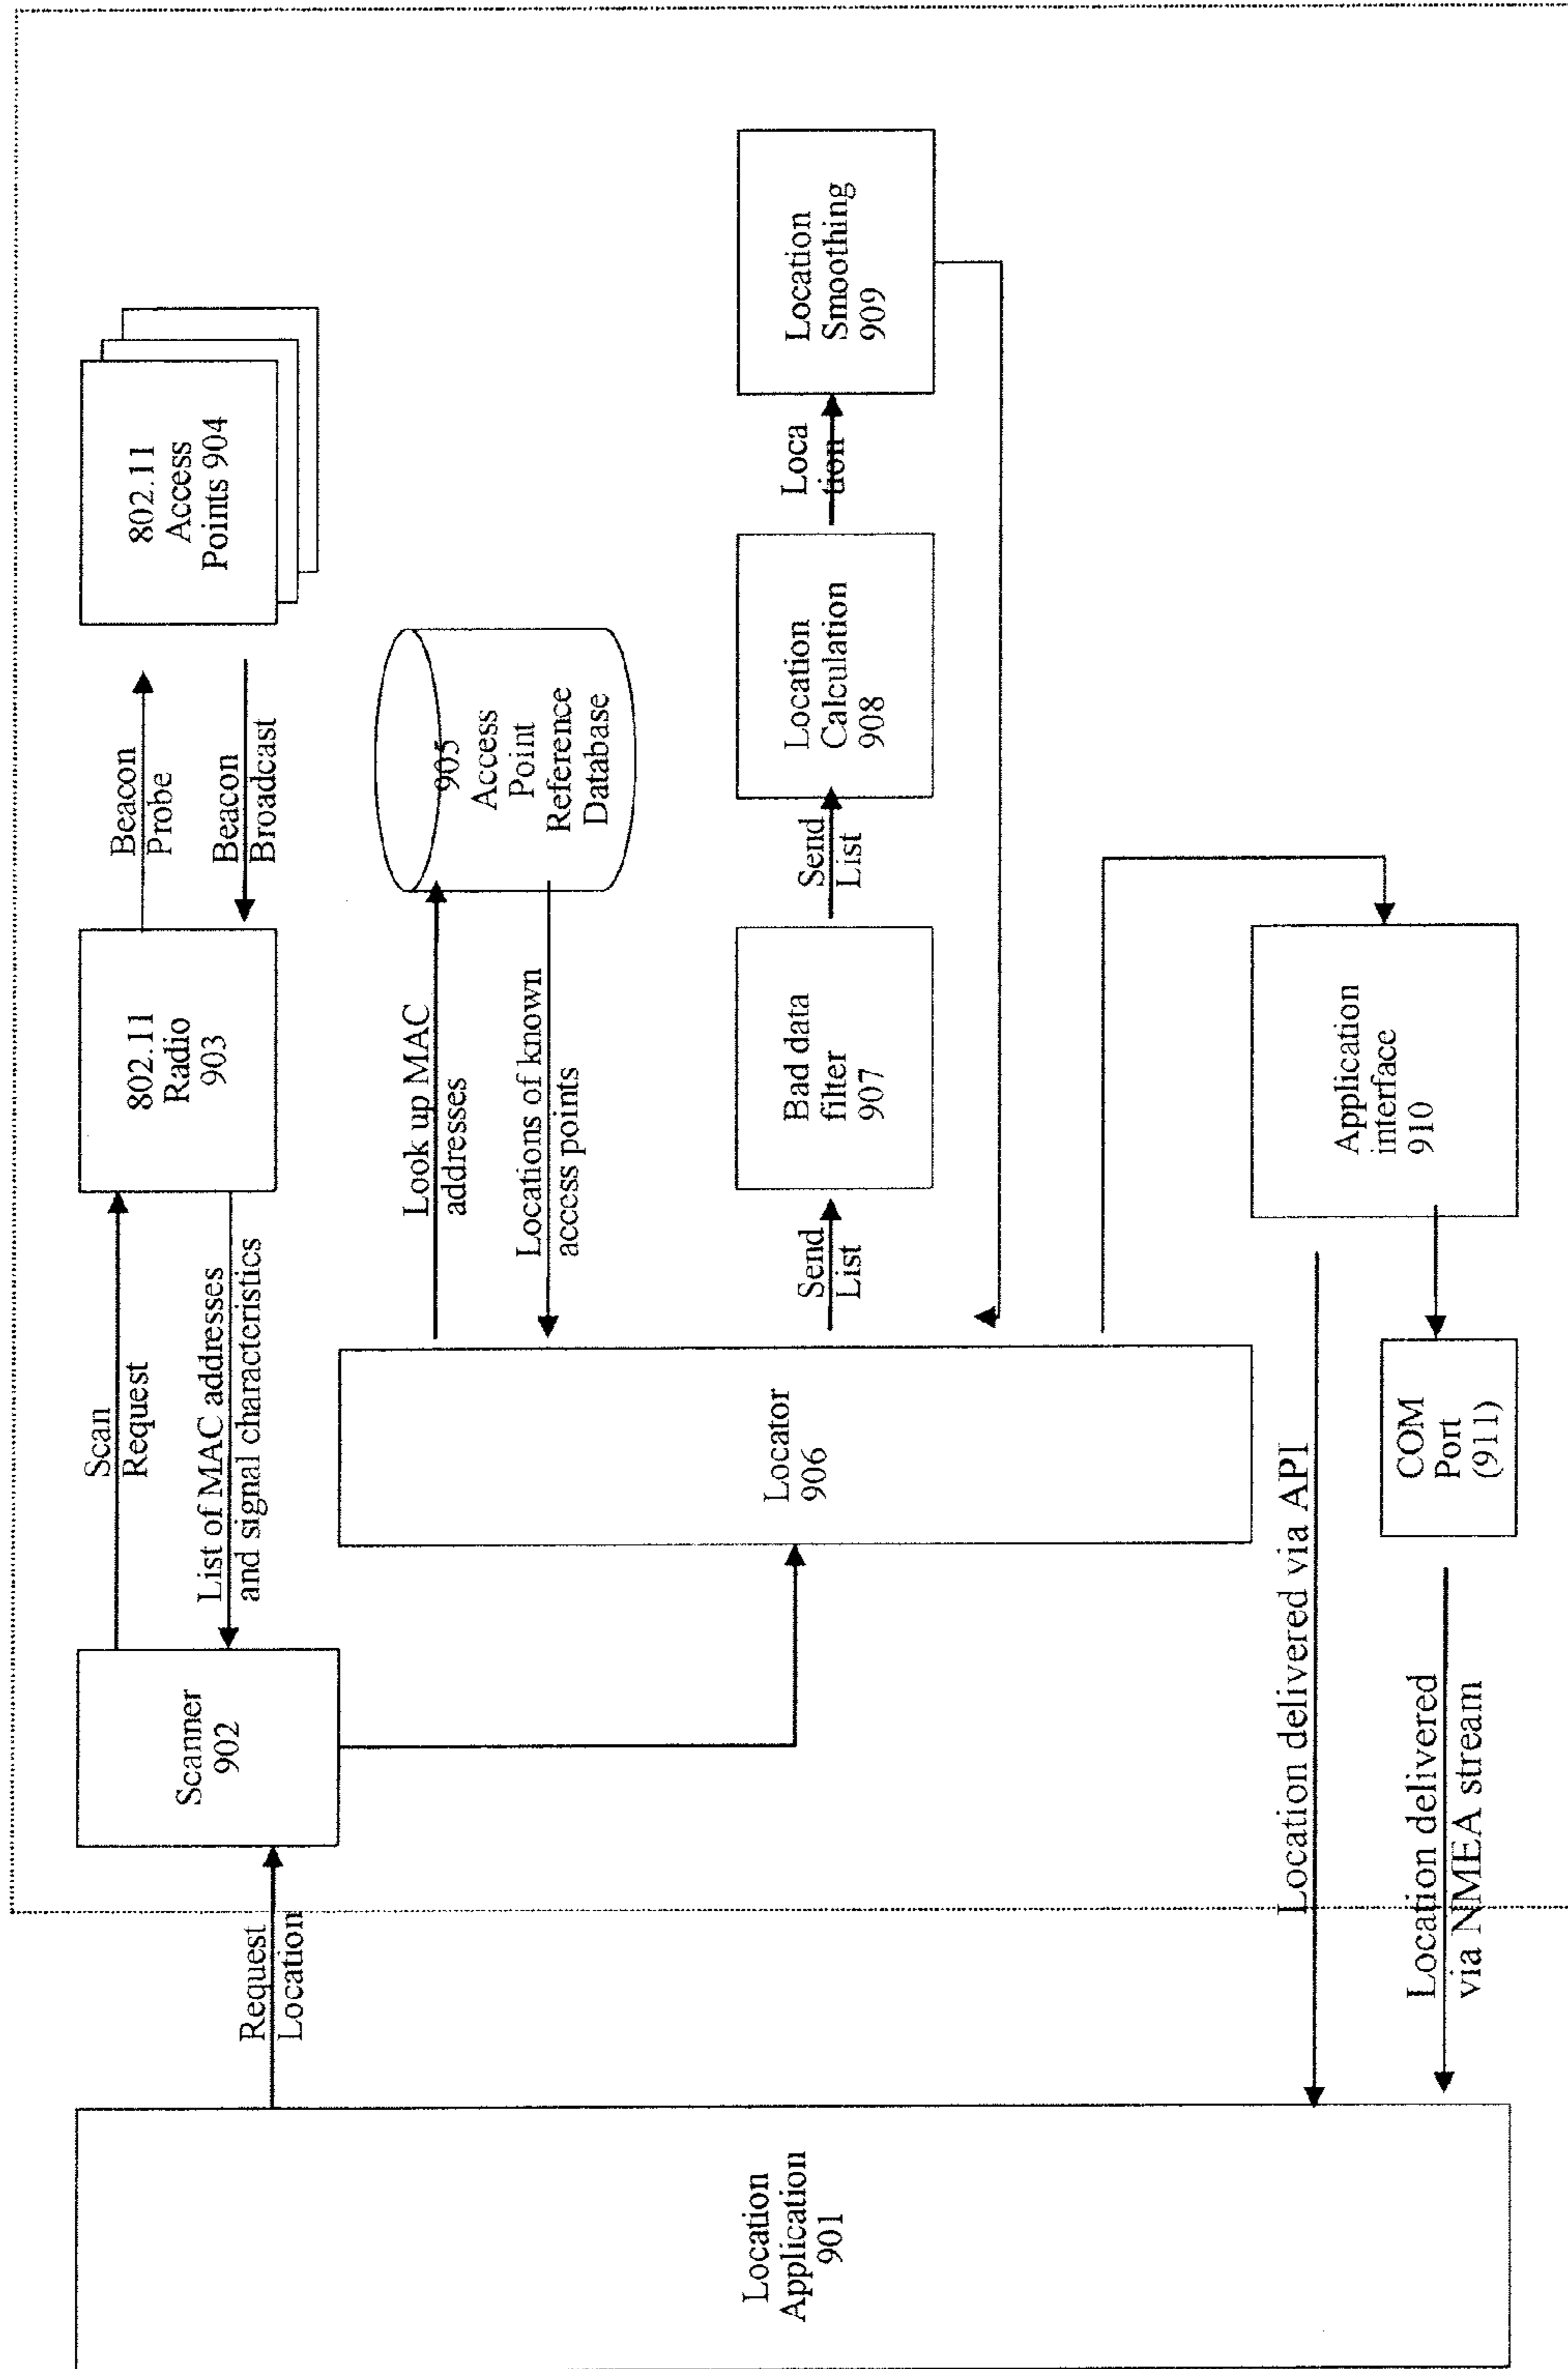 Location
Application
901
Request
Location
Scanner
902
Scan
Request
List of MAC addresses
and signal characteristics
802.11
Radio
903
Beacon
Probe
Beacon
Broadcast
802.11
Access
Points 904
Look up MAC
addresses
Locations of known
access points
905
Access
Point
Reference
Database
Locator
906
Send
List
Bad data
filter
907
Send
List
Location
Calculation
908
Loca
tion
Location
Smoothing
909
Application
interface
910
Location delivered via API
COM
Port
(911)
Location delivered
via NMEA stream